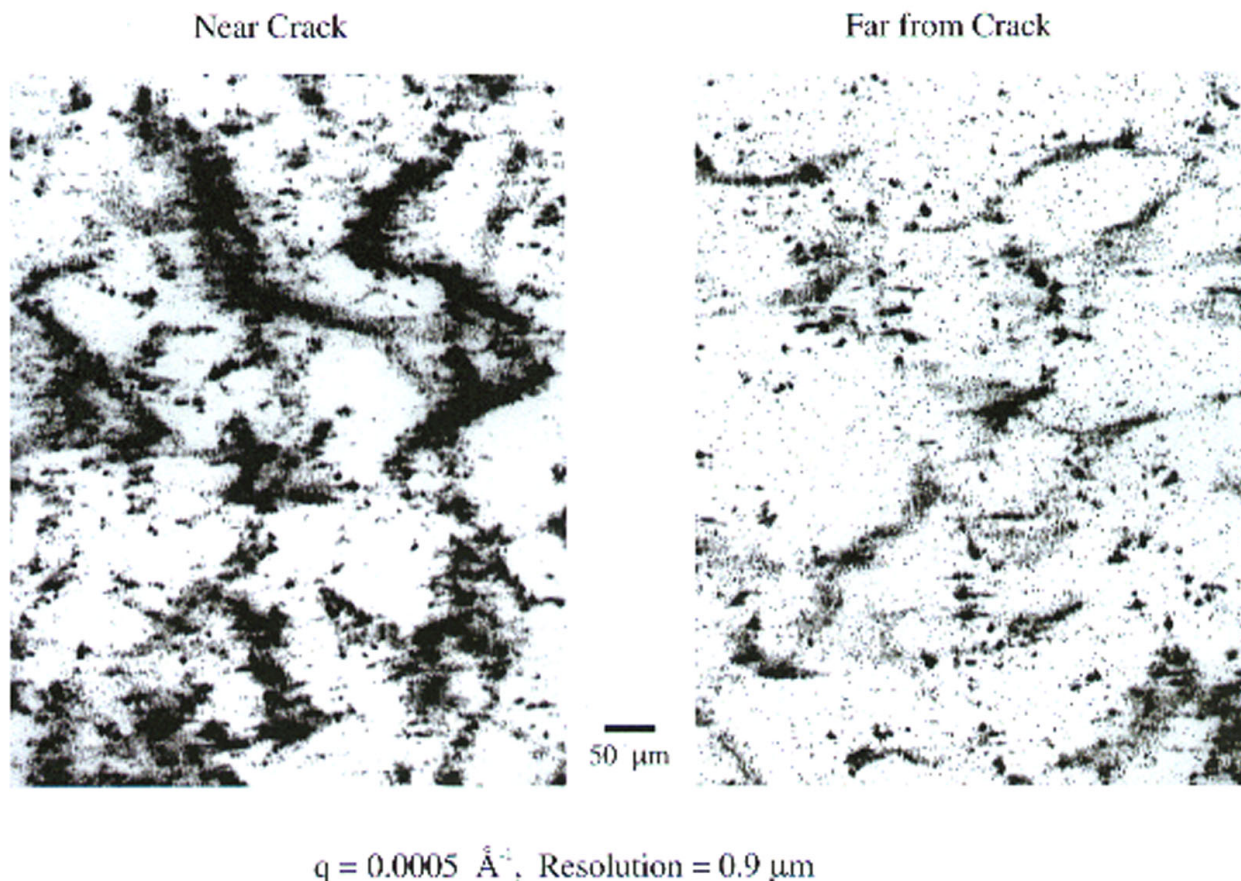 Near Crack
Far from Crack
50 μm
q = 0.0005 Å⁻¹, Resolution = 0.9 μm